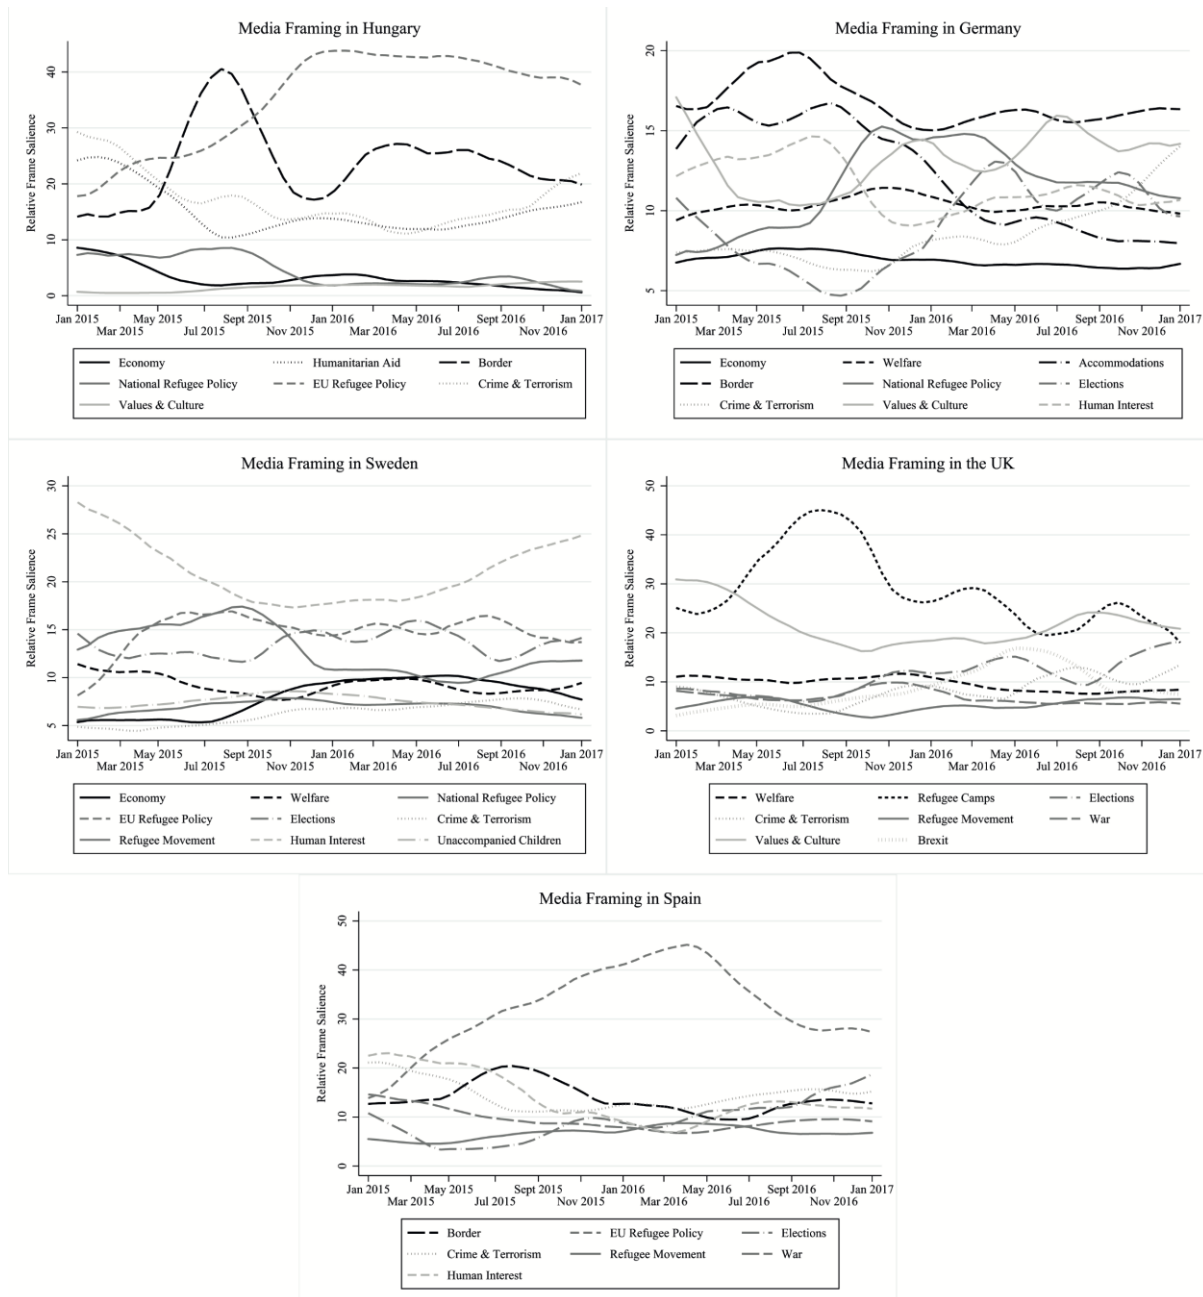 Media Framing in Hungary
Relative Frame Salience
40
30
20
10
0
Jan 2015 May 2015 Sept 2015 Jan 2016 May 2016 Sept 2016 Jan 2017
Mar 2015 Jul 2015 Nov 2015 Mar 2016 Jul 2016 Nov 2016
Economy Humanitarian Aid Border
National Refugee Policy EU Refugee Policy Crime & Terrorism
Values & Culture
Media Framing in Germany
Relative Frame Salience
20
15
10
5
Jan 2015 May 2015 Sept 2015 Jan 2016 May 2016 Sept 2016 Jan 2017
Mar 2015 Jul 2015 Nov 2015 Mar 2016 Jul 2016 Nov 2016
Economy Welfare Accommodations
Border National Refugee Policy Elections
Crime & Terrorism Values & Culture Human Interest
Media Framing in Sweden
Relative Frame Salience
30
25
20
15
10
5
Jan 2015 May 2015 Sept 2015 Jan 2016 May 2016 Sept 2016 Jan 2017
Mar 2015 Jul 2015 Nov 2015 Mar 2016 Jul 2016 Nov 2016
Economy Welfare National Refugee Policy
EU Refugee Policy Elections Crime & Terrorism
Refugee Movement Human Interest Unaccompanied Children
Media Framing in the UK
Relative Frame Salience
50
40
30
20
10
0
Jan 2015 May 2015 Sept 2015 Jan 2016 May 2016 Sept 2016 Jan 2017
Mar 2015 Jul 2015 Nov 2016 Mar 2016 Jul 2016 Nov 2016
Welfare Refugee Camps Elections
Crime & Terrorism Refugee Movement War
Values & Culture Brexit
Media Framing in Spain
Relative Frame Salience
50
40
30
20
10
0
Jan 2015 May 2015 Sept 2015 Jan 2016 May 2016 Sept 2016 Jan 2017
Mar 2015 Jul 2015 Nov 2015 Mar 2016 Jul 2016 Nov 2016
Border EU Refugee Policy Elections
Crime & Terrorism Refugee Movement War
Human Interest